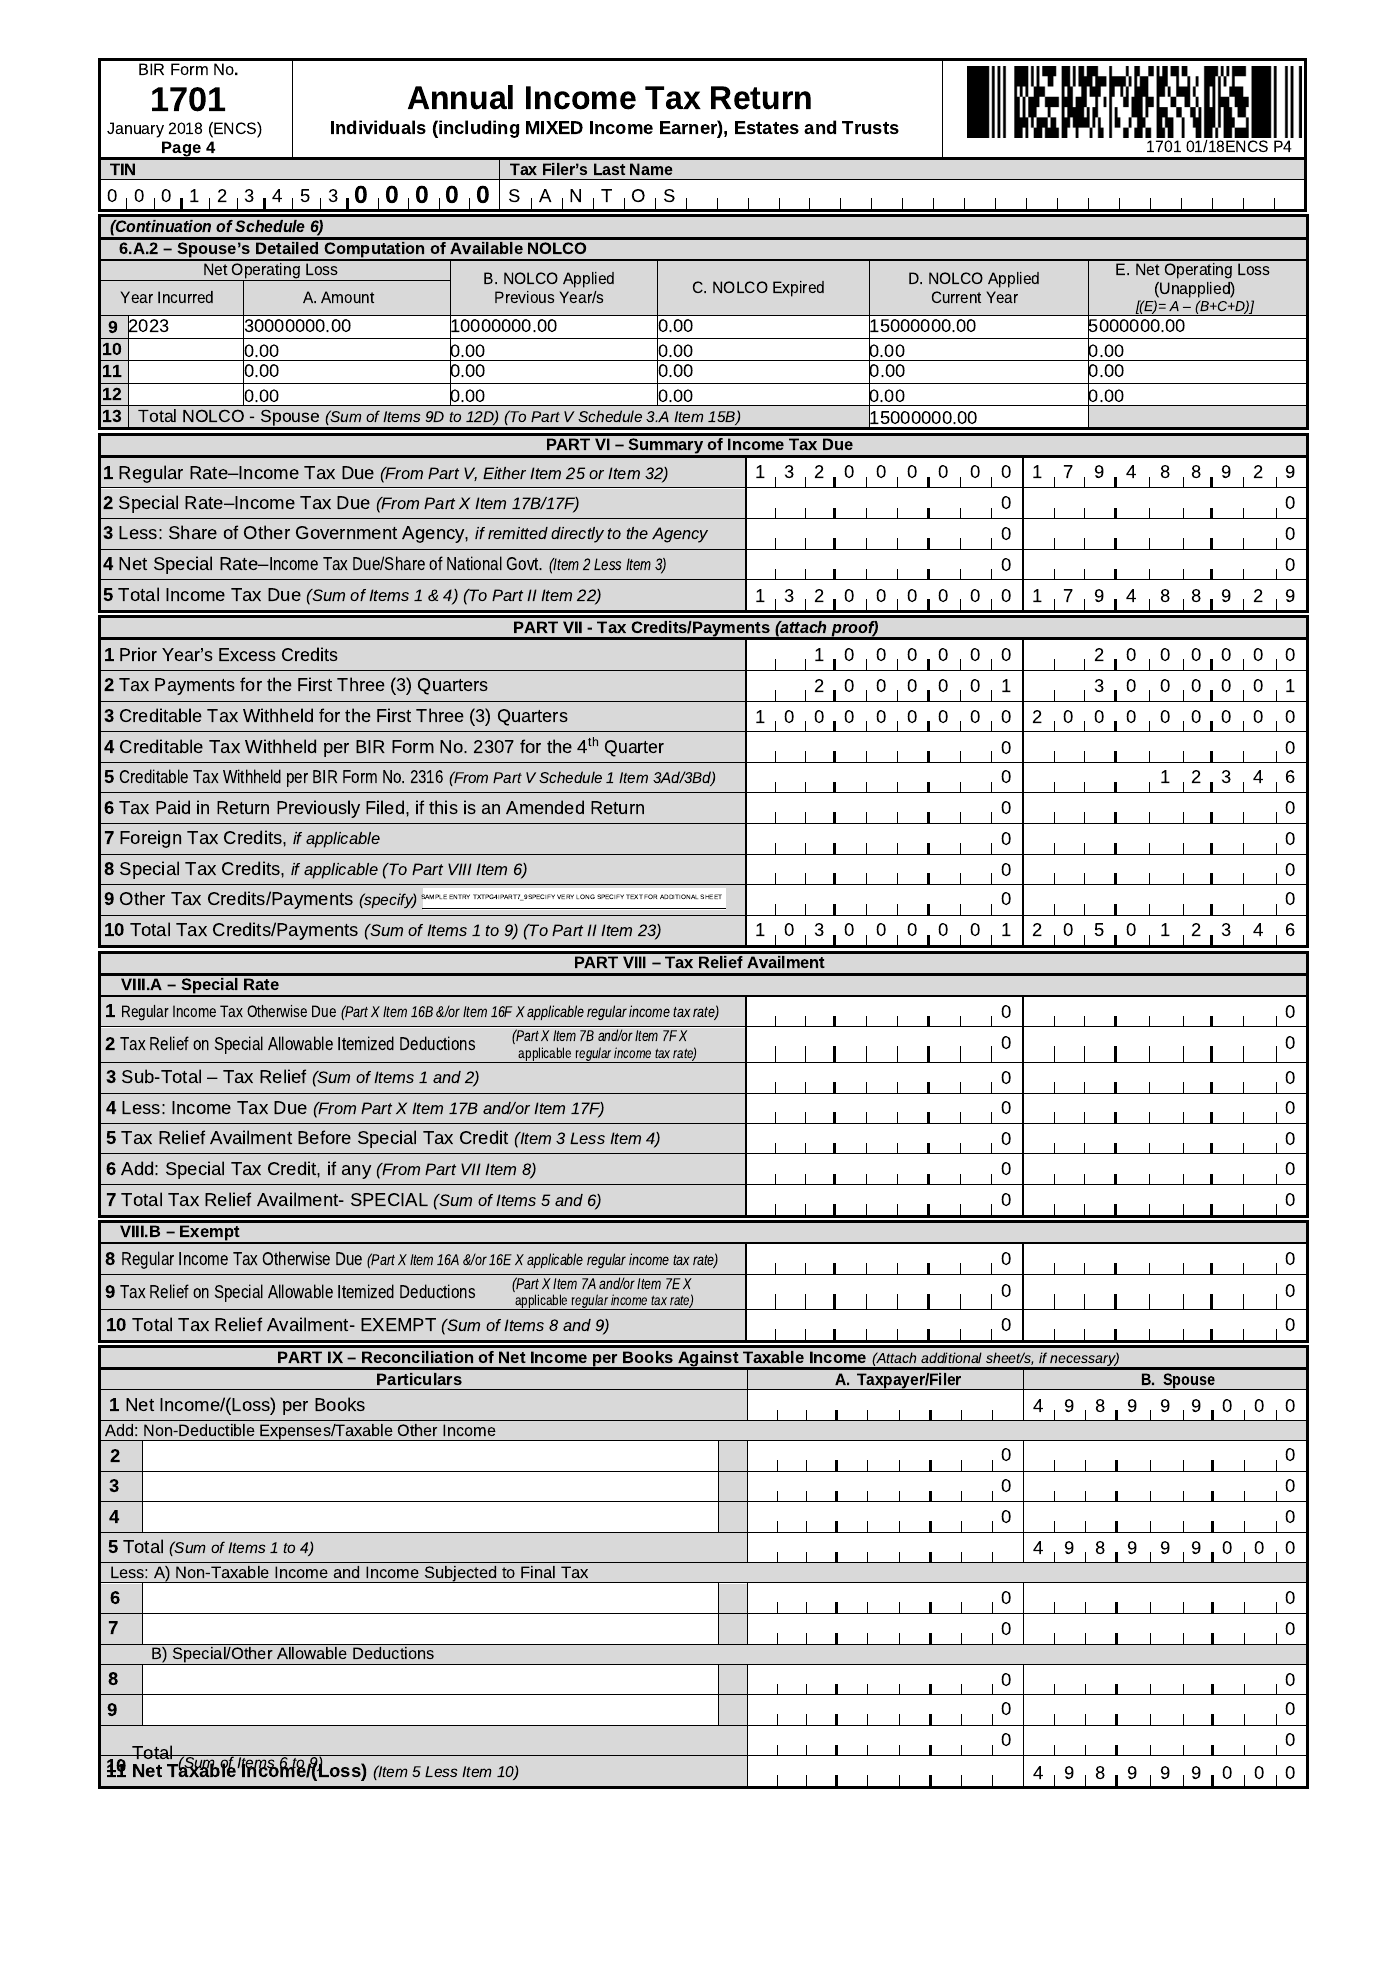 BIR Form No.
1701
January 2018 (ENCS)
Page 4
Annual Income Tax Return
Individuals (including MIXED Income Earner), Estates and Trusts
1701 01/18ENCS P4
TIN Tax Filer's Last Name
0 0 0 1 2 3 4 5 3 0 0 0 0 0 S A N T O S
(Continuation of Schedule 6)
6.A.2 – Spouse's Detailed Computation of Available NOLCO
Net Operating Loss
Year Incurred A. Amount
B. NOLCO Applied
Previous Year/s
C. NOLCO Expired
D. NOLCO Applied
Current Year
E. Net Operating Loss
(Unapplied)
[(E)= A – (B+C+D)]
9 2023 30000000.00 10000000.00 0.00 15000000.00 5000000.00
10 0.00 0.00 0.00 0.00 0.00
11 0.00 0.00 0.00 0.00 0.00
12 0.00 0.00 0.00 0.00 0.00
13 Total NOLCO - Spouse (Sum of Items 9D to 12D) (To Part V Schedule 3.A Item 15B) 15000000.00
PART VI – Summary of Income Tax Due
1 Regular Rate–Income Tax Due (From Part V, Either Item 25 or Item 32) 1 3 2 0 0 0 0 0 0 1 7 9 4 8 8 9 2 9
2 Special Rate–Income Tax Due (From Part X Item 17B/17F) 0 0
3 Less: Share of Other Government Agency, if remitted directly to the Agency 0 0
4 Net Special Rate–Income Tax Due/Share of National Govt. (Item 2 Less Item 3) 0 0
5 Total Income Tax Due (Sum of Items 1 & 4) (To Part II Item 22) 1 3 2 0 0 0 0 0 0 1 7 9 4 8 8 9 2 9
PART VII - Tax Credits/Payments (attach proof)
1 Prior Year's Excess Credits 1 0 0 0 0 0 0 2 0 0 0 0 0 0
2 Tax Payments for the First Three (3) Quarters 2 0 0 0 0 0 1 3 0 0 0 0 0 1
3 Creditable Tax Withheld for the First Three (3) Quarters 1 0 0 0 0 0 0 0 0 2 0 0 0 0 0 0 0 0
4 Creditable Tax Withheld per BIR Form No. 2307 for the 4th Quarter 0 0
5 Creditable Tax Withheld per BIR Form No. 2316 (From Part V Schedule 1 Item 3Ad/3Bd) 0 1 2 3 4 6
6 Tax Paid in Return Previously Filed, if this is an Amended Return 0 0
7 Foreign Tax Credits, if applicable 0 0
8 Special Tax Credits, if applicable (To Part VIII Item 6) 0 0
9 Other Tax Credits/Payments (specify) SAMPLE ENTRY TXTPG4IPART7_9SPECIFY VERY LONG SPECIFY TEXT FOR ADDITIONAL SHEET 0 0
10 Total Tax Credits/Payments (Sum of Items 1 to 9) (To Part II Item 23) 1 0 3 0 0 0 0 0 1 2 0 5 0 1 2 3 4 6
PART VIII – Tax Relief Availment
VIII.A – Special Rate
1 Regular Income Tax Otherwise Due (Part X Item 16B &/or Item 16F X applicable regular income tax rate) 0 0
2 Tax Relief on Special Allowable Itemized Deductions (Part X Item 7B and/or Item 7F X
applicable regular income tax rate) 0 0
3 Sub-Total – Tax Relief (Sum of Items 1 and 2) 0 0
4 Less: Income Tax Due (From Part X Item 17B and/or Item 17F) 0 0
5 Tax Relief Availment Before Special Tax Credit (Item 3 Less Item 4) 0 0
6 Add: Special Tax Credit, if any (From Part VII Item 8) 0 0
7 Total Tax Relief Availment- SPECIAL (Sum of Items 5 and 6) 0 0
VIII.B – Exempt
8 Regular Income Tax Otherwise Due (Part X Item 16A &/or 16E X applicable regular income tax rate) 0 0
9 Tax Relief on Special Allowable Itemized Deductions (Part X Item 7A and/or Item 7E X
applicable regular income tax rate) 0 0
10 Total Tax Relief Availment- EXEMPT (Sum of Items 8 and 9) 0 0
PART IX – Reconciliation of Net Income per Books Against Taxable Income (Attach additional sheet/s, if necessary)
Particulars A. Taxpayer/Filer B. Spouse
1 Net Income/(Loss) per Books 4 9 8 9 9 9 0 0 0
Add: Non-Deductible Expenses/Taxable Other Income
2 0 0
3 0 0
4 0 0
5 Total (Sum of Items 1 to 4) 4 9 8 9 9 9 0 0 0
Less: A) Non-Taxable Income and Income Subjected to Final Tax
6 0 0
7 0 0
B) Special/Other Allowable Deductions
8 0 0
9 0 0
10 Total (Sum of Items 6 to 9) 0 0
11 Net Taxable Income/(Loss) (Item 5 Less Item 10) 4 9 8 9 9 9 0 0 0